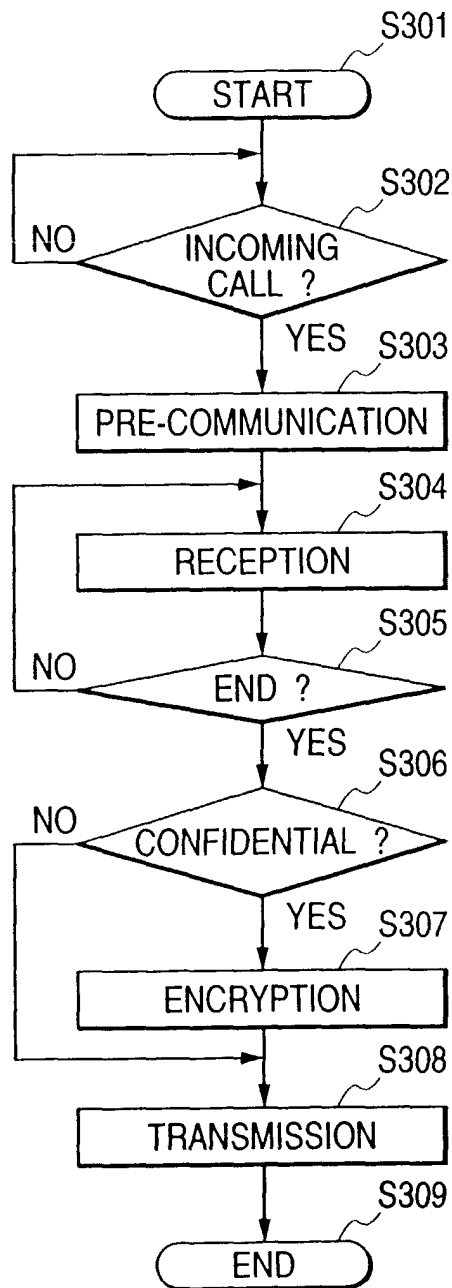 S301
START
S302
NO
INCOMING
CALL ?
YES
S303
PRE-COMMUNICATION
S304
RECEPTION
S305
NO
END ?
YES
S306
NO
CONFIDENTIAL ?
YES
S307
ENCRYPTION
S308
TRANSMISSION
S309
END